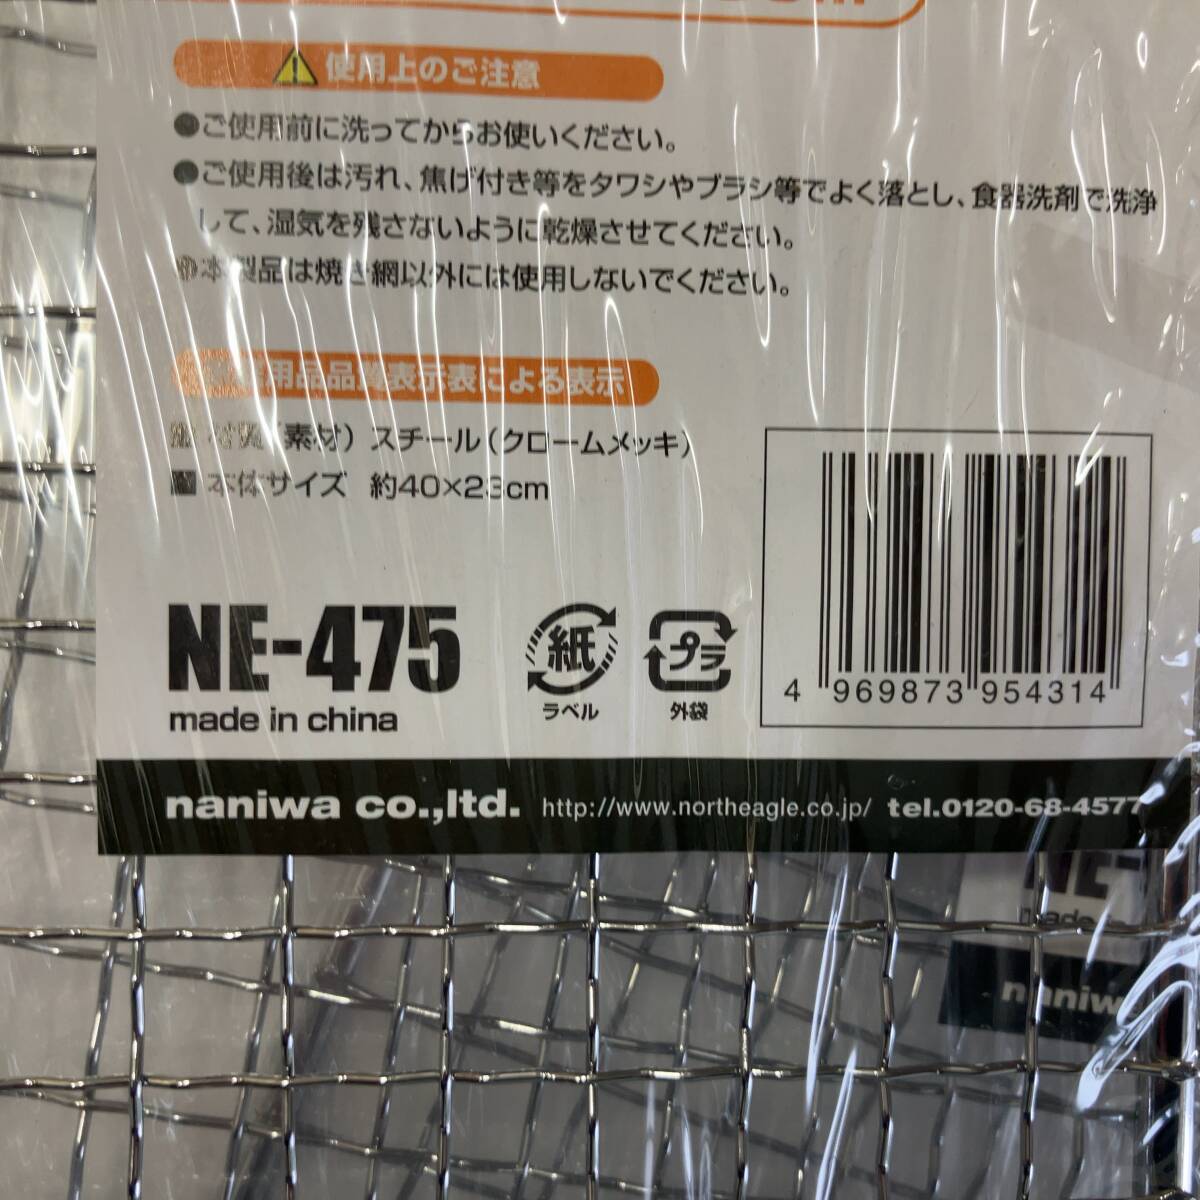 使用上のご注意
●ご使用前に洗ってからお使いください。
●ご使用後は汚れ、焦げ付き等をタワシやブラシ等でよく落とし、食器洗剤で洗浄
して、湿気を残さないように乾燥させてください。
●本製品は焼き網以外には使用しないでください。
用品品質表示表による表示
材質(素材) スチール(クロームメッキ)
■ 本体サイズ 約40×23cm
NE-475
made in china
紙
ラベル
プラ
外袋
4 969873 954314
naniwa co.,ltd. http://www.northeagle.co.jp/ tel.0120-68-4577
NE-
made
naniw